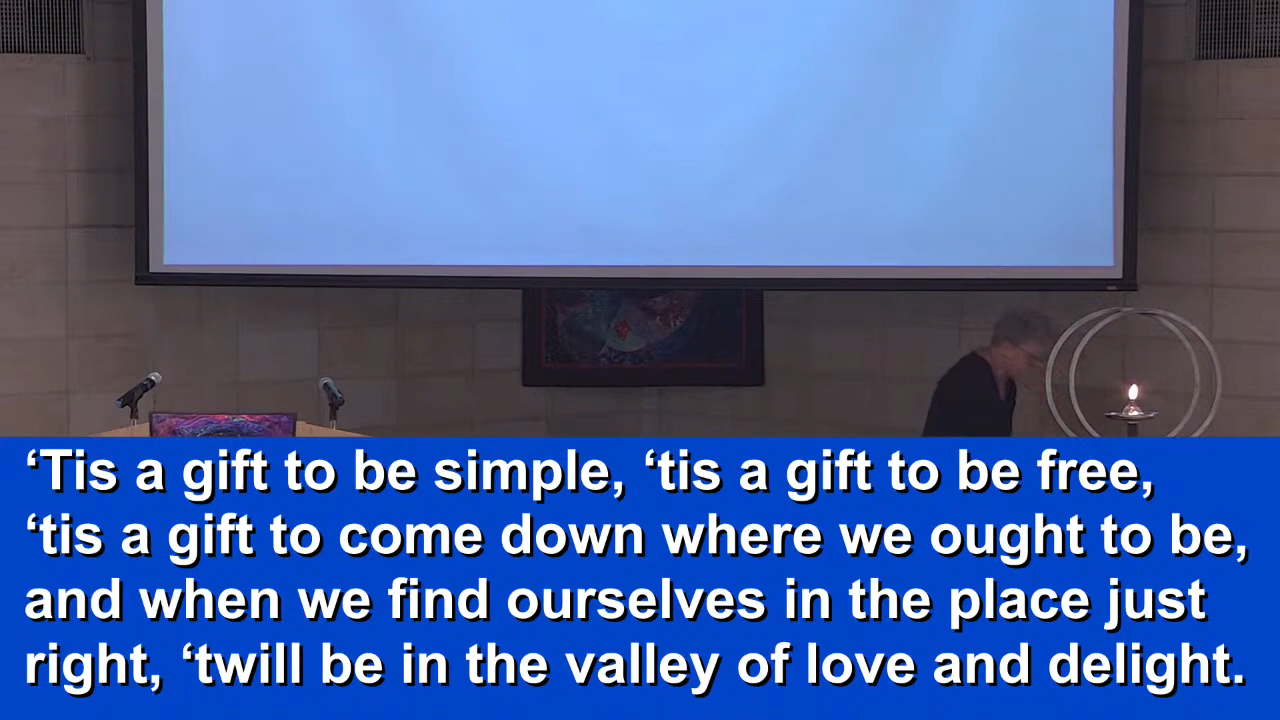 ‘Tis a gift to be simple, ‘tis a gift to be free,
‘tis a gift to come down where we ought to be,
and when we find ourselves in the place just
right, ‘twill be in the valley of love and delight.